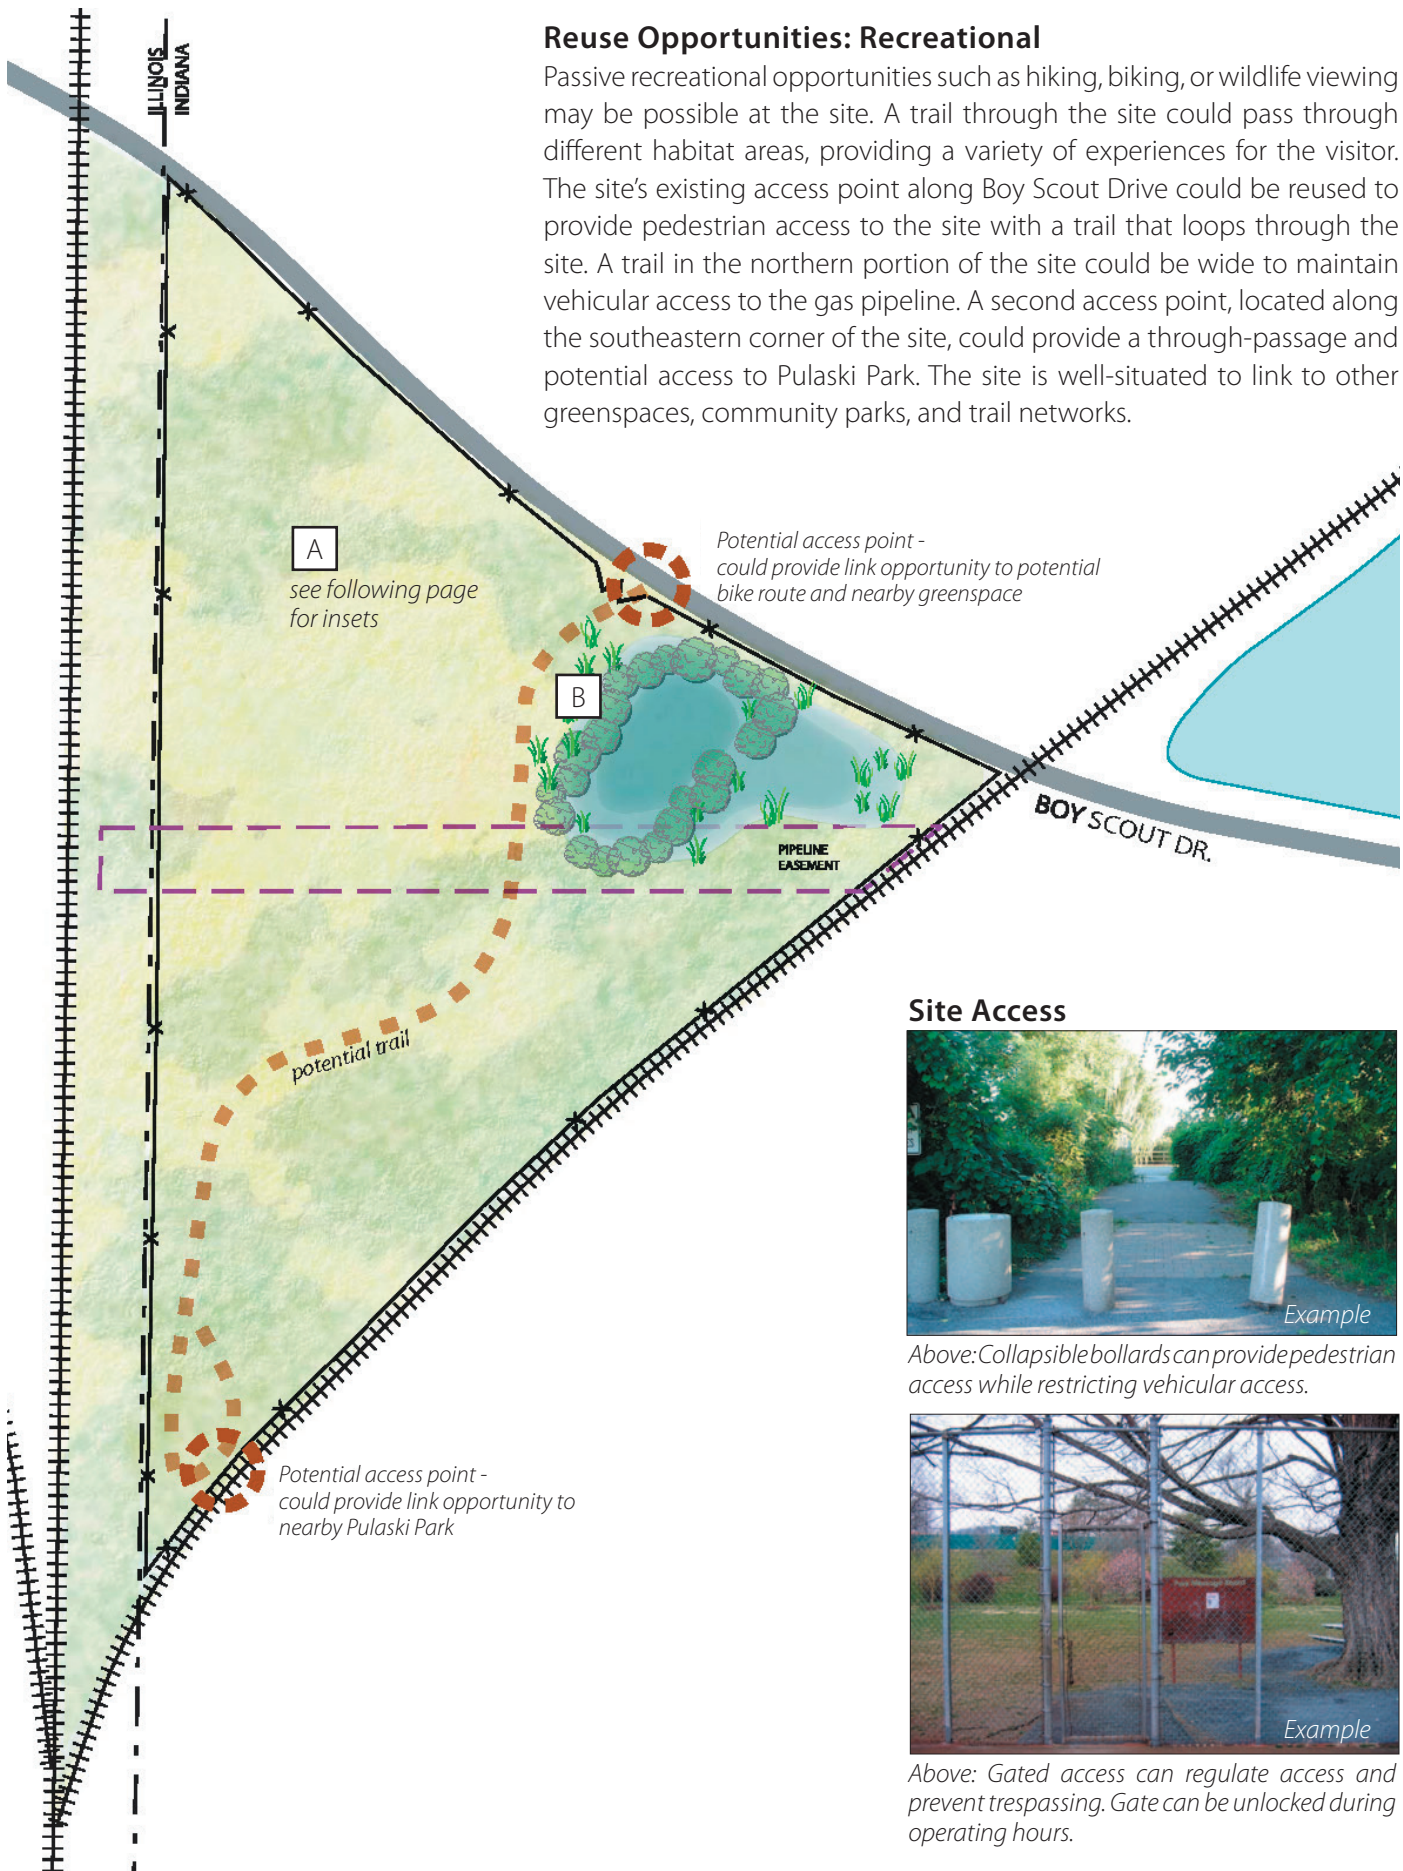 Reuse Opportunities: Recreational
Passive recreational opportunities such as hiking, biking, or wildlife viewing
may be possible at the site. A trail through the site could pass through
different habitat areas, providing a variety of experiences for the visitor.
The site's existing access point along Boy Scout Drive could be reused to
provide pedestrian access to the site with a trail that loops through the
site. A trail in the northern portion of the site could be wide to maintain
vehicular access to the gas pipeline. A second access point, located along
the southeastern corner of the site, could provide a through-passage and
potential access to Pulaski Park. The site is well-situated to link to other
greenspaces, community parks, and trail networks.
ILLINOIS
INDIANA
A
see following page
for insets
Potential access point -
could provide link opportunity to potential
bike route and nearby greenspace
B
PIPELINE
EASEMENT
BOY SCOUT DR.
potential trail
Potential access point -
could provide link opportunity to
nearby Pulaski Park
Site Access
Example
Above: Collapsible bollards can provide pedestrian
access while restricting vehicular access.
Example
Above: Gated access can regulate access and
prevent trespassing. Gate can be unlocked during
operating hours.